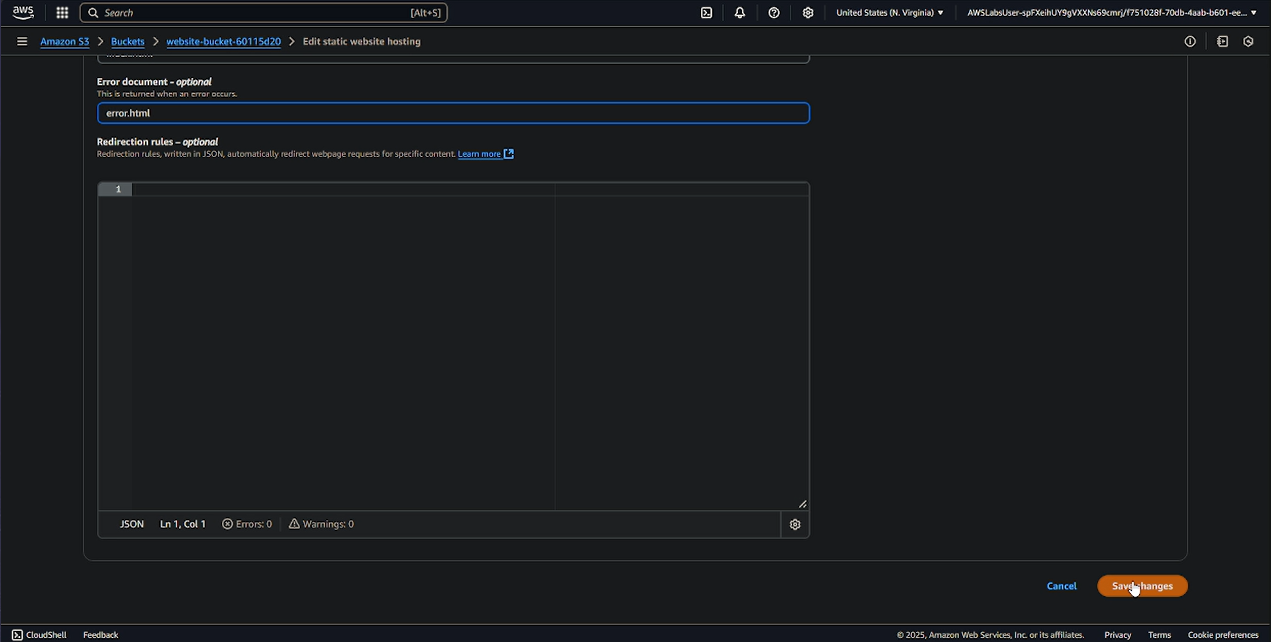 aws Search [Alt+S] United States (N. Virginia) AWSLabsUser-spFXeihUY9gVXXNs69cmrj/f751028f-70db-4aab-b601-ee...
Amazon S3 > Buckets > website-bucket-60115d20 > Edit static website hosting
Error document – optional
This is returned when an error occurs.
error.html
Redirection rules – optional
Redirection rules, written in JSON, automatically redirect webpage requests for specific content. Learn more
1
JSON Ln 1, Col 1 Errors: 0 Warnings: 0
Cancel Save changes
CloudShell Feedback © 2025, Amazon Web Services, Inc. or its affiliates. Privacy Terms Cookie preferences